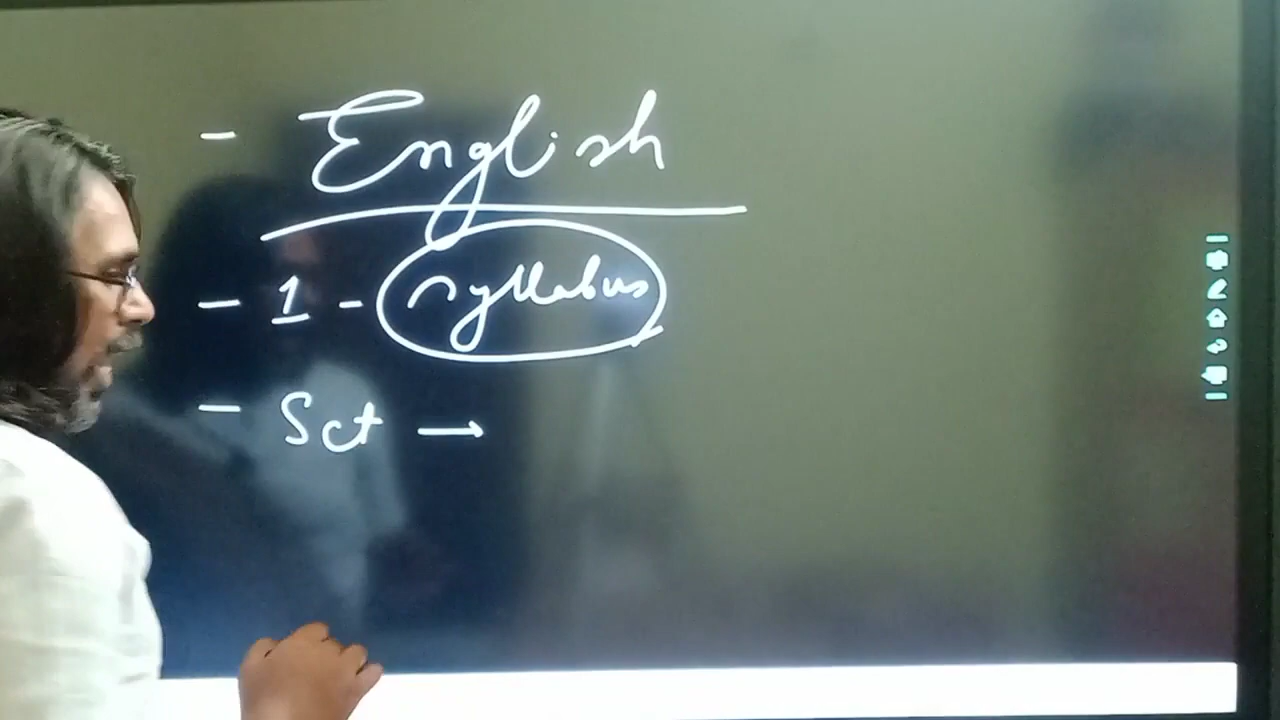 - English
- 1 - syllabus
- Sct →